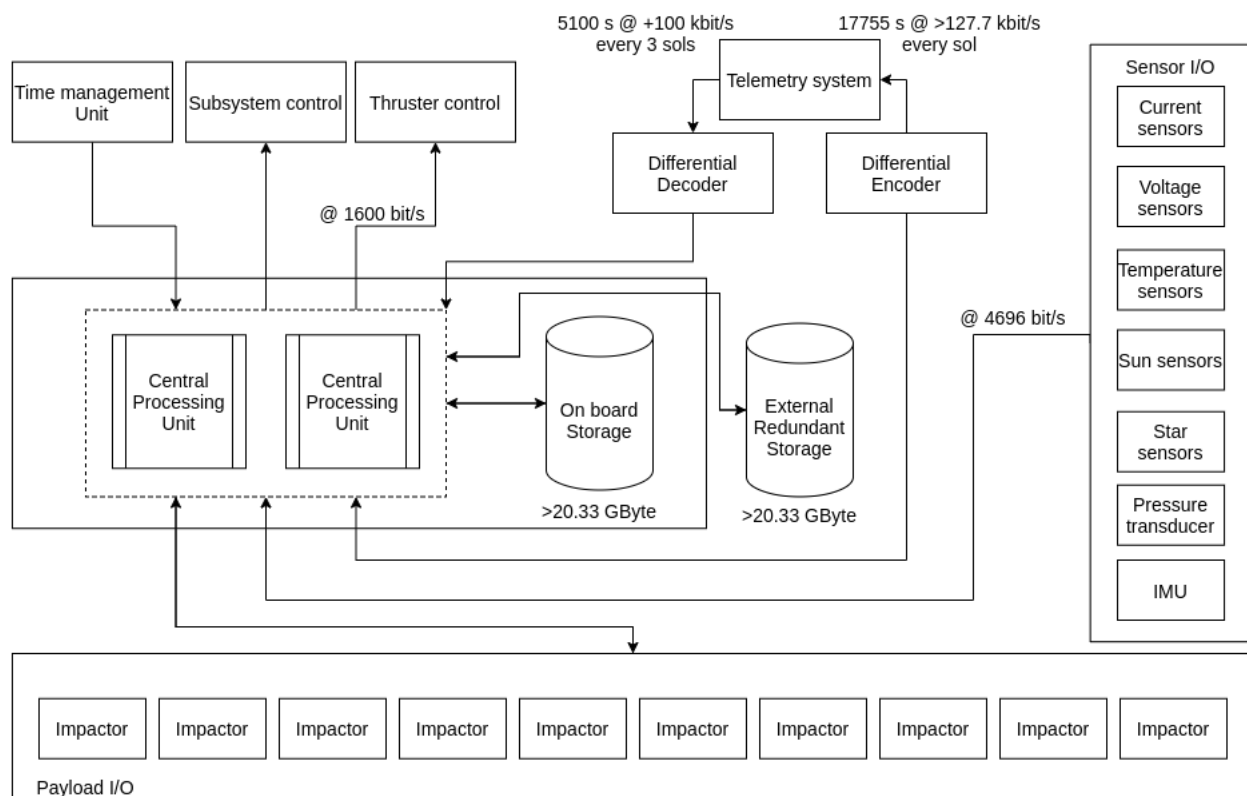 5100 s @ +100 kbit/s
every 3 sols
17755 s @ >127.7 kbit/s
every sol
Time management
Unit
Subsystem control
Thruster control
Telemetry system
Sensor I/O
Current
sensors
Differential
Decoder
Differential
Encoder
Voltage
sensors
@ 1600 bit/s
Temperature
sensors
@ 4696 bit/s
Sun sensors
Central
Processing
Unit
Central
Processing
Unit
On board
Storage
External
Redundant
Storage
Star
sensors
>20.33 GByte
>20.33 GByte
Pressure
transducer
IMU
Impactor
Impactor
Impactor
Impactor
Impactor
Impactor
Impactor
Impactor
Impactor
Impactor
Payload I/O